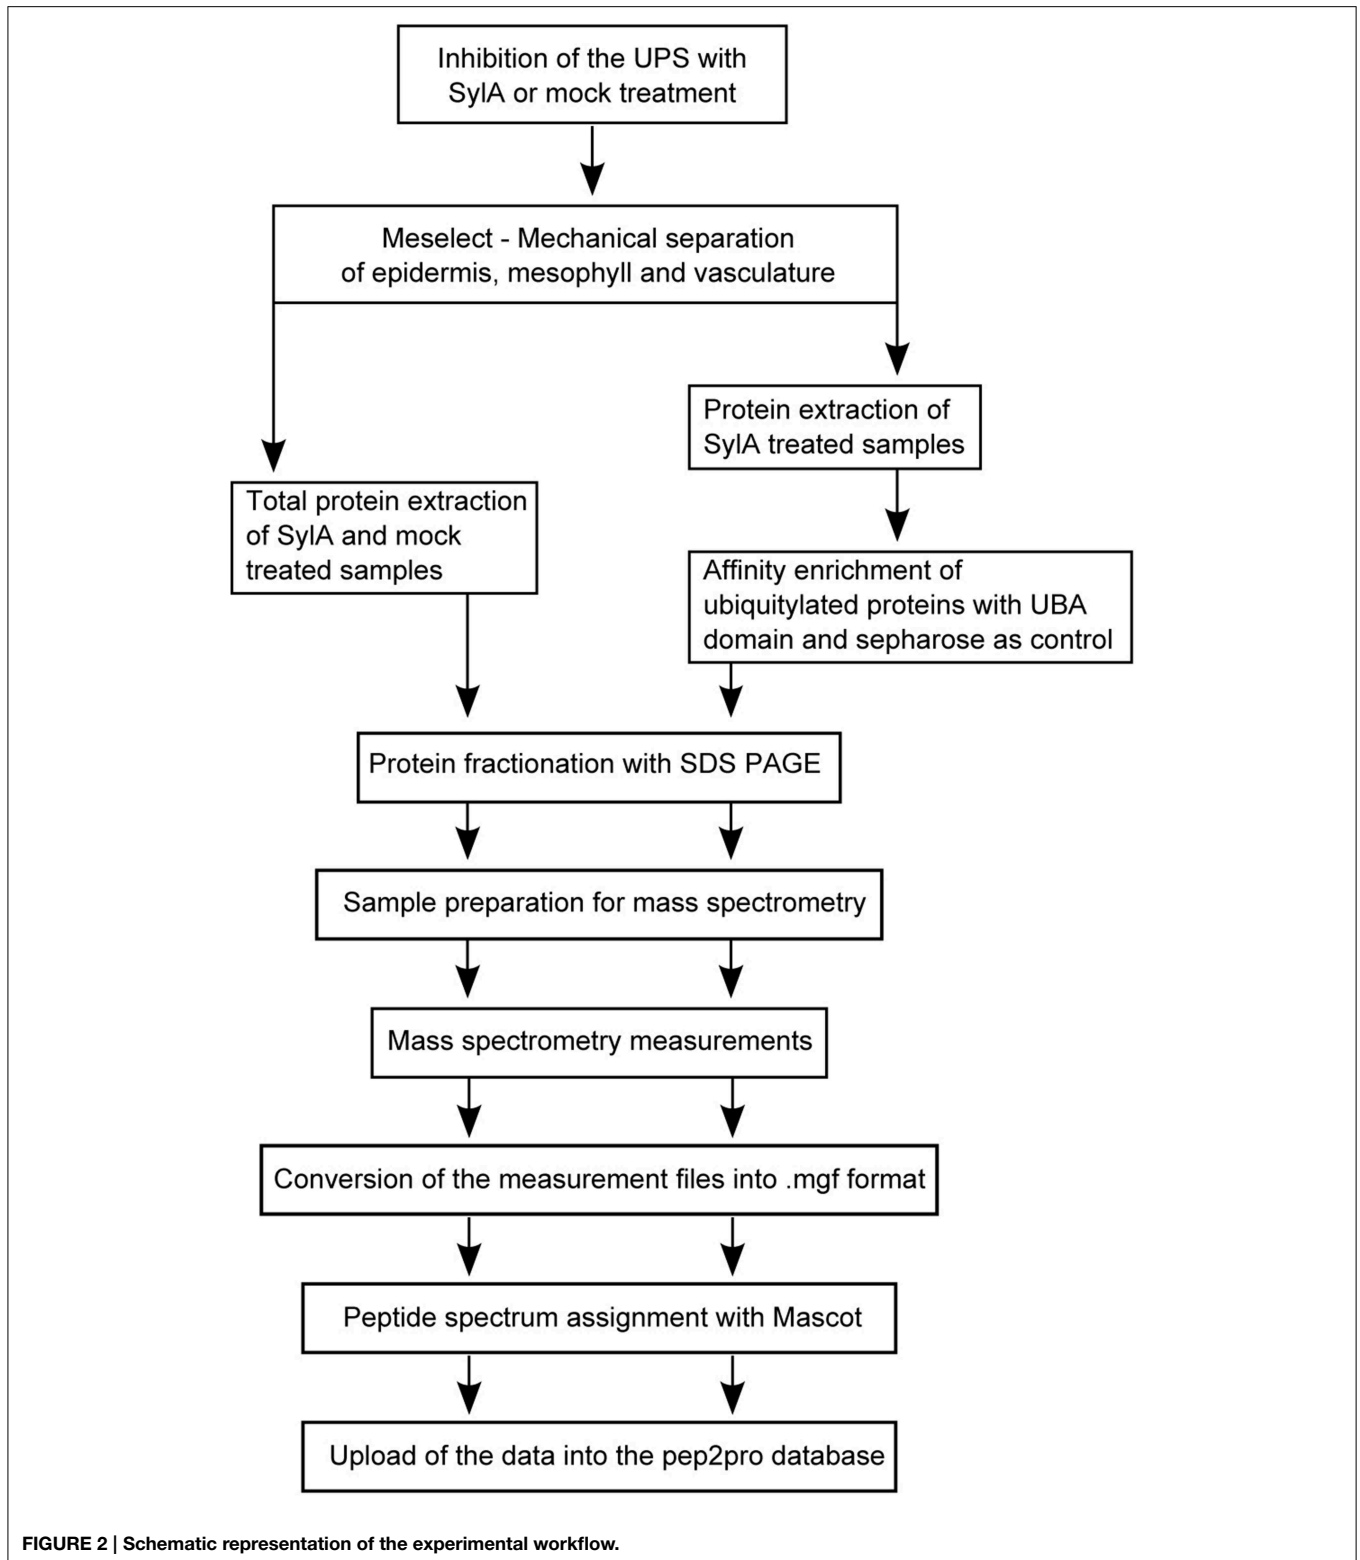 Inhibition of the UPS with
SylA or mock treatment
Meselect - Mechanical separation
of epidermis, mesophyll and vasculature
Protein extraction of
SylA treated samples
Total protein extraction
of SylA and mock
treated samples
Affinity enrichment of
ubiquitylated proteins with UBA
domain and sepharose as control
Protein fractionation with SDS PAGE
Sample preparation for mass spectrometry
Mass spectrometry measurements
Conversion of the measurement files into .mgf format
Peptide spectrum assignment with Mascot
Upload of the data into the pep2pro database
FIGURE 2 | Schematic representation of the experimental workflow.